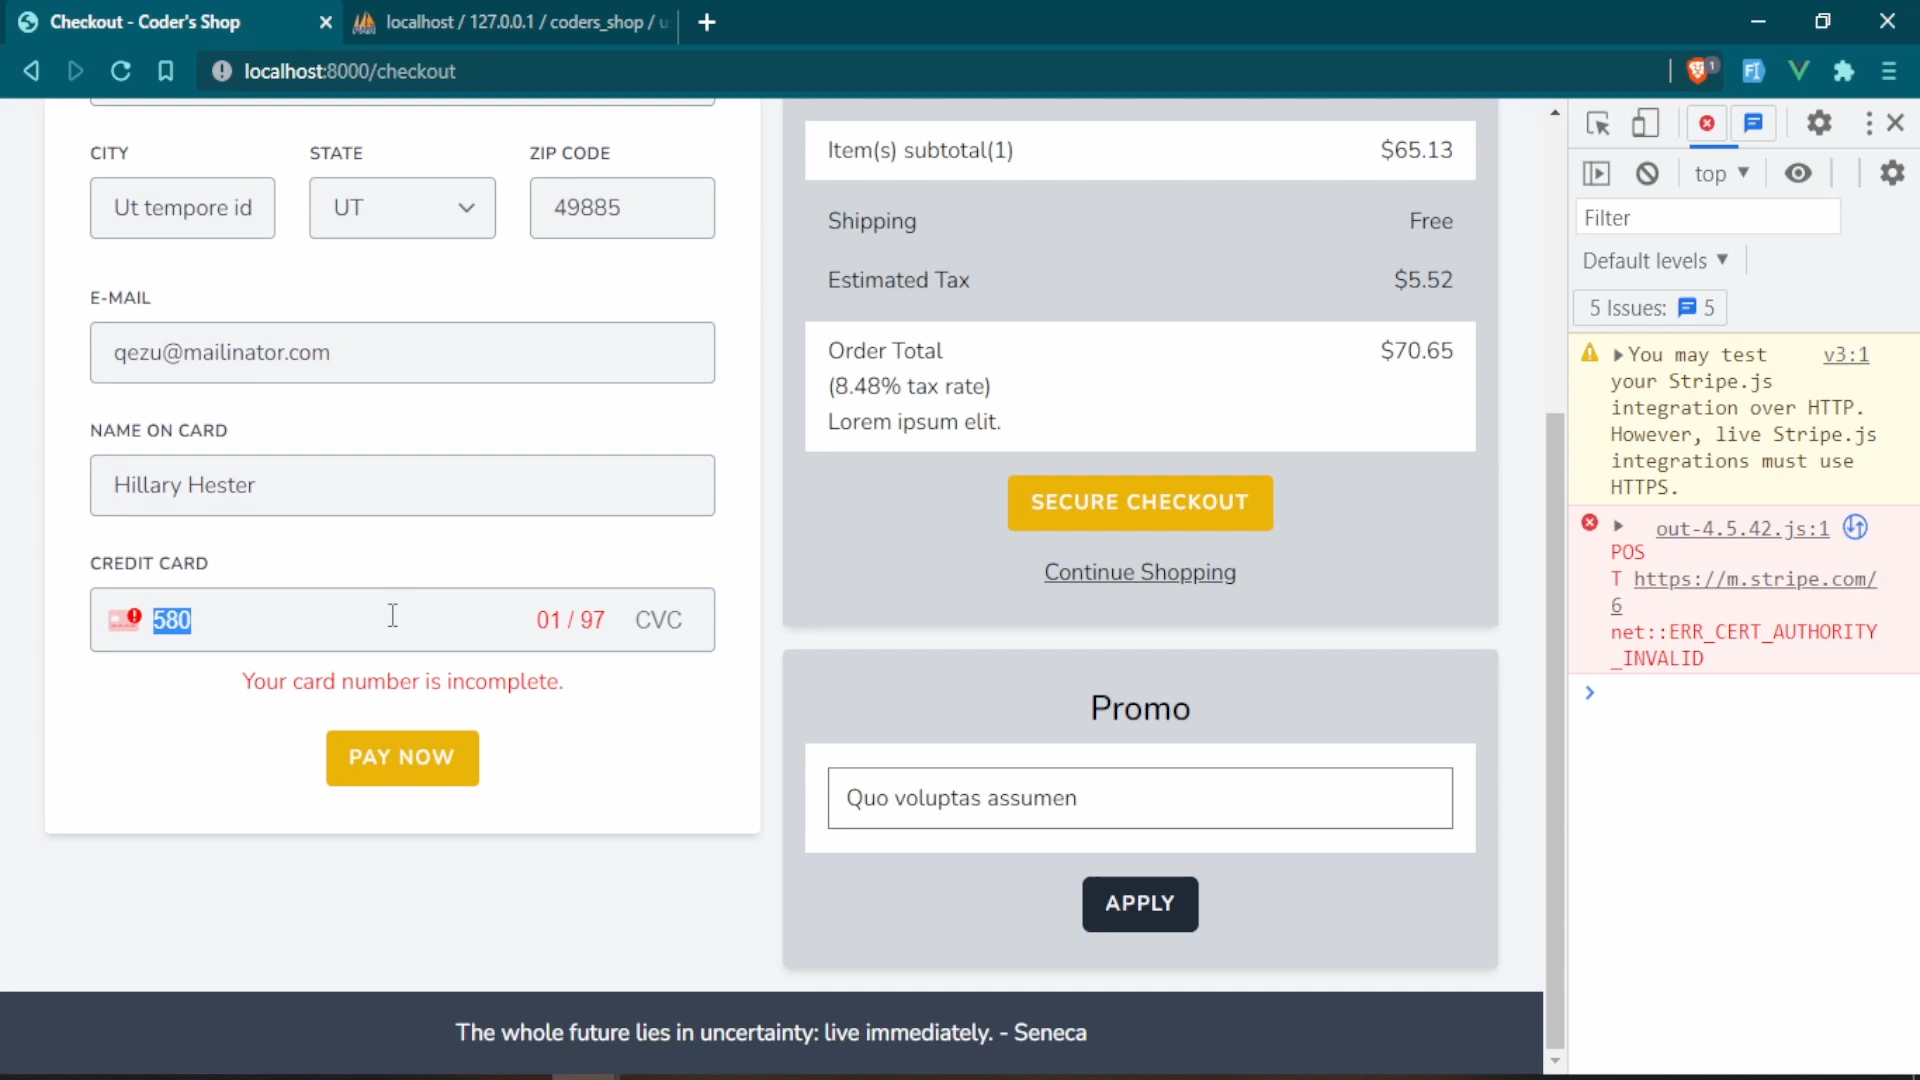 Checkout - Coder's Shop
localhost / 127.0.0.1 / coders_shop / u
localhost:8000/checkout
1
FI
CITY
STATE
ZIP CODE
Ut tempore id
UT
49885
E-MAIL
qezu@mailinator.com
NAME ON CARD
Hillary Hester
CREDIT CARD
580
01 / 97
CVC
Your card number is incomplete.
PAY NOW
Item(s) subtotal(1)
$65.13
Shipping
Free
Estimated Tax
$5.52
Order Total
$70.65
(8.48% tax rate)
Lorem ipsum elit.
SECURE CHECKOUT
Continue Shopping
Promo
Quo voluptas assumen
APPLY
The whole future lies in uncertainty: live immediately. - Seneca
top
Filter
Default levels
5 Issues: 5
You may test v3:1
your Stripe.js
integration over HTTP.
However, live Stripe.js
integrations must use
HTTPS.
out-4.5.42.js:1
POS
T https://m.stripe.com/
6
net::ERR_CERT_AUTHORITY
_INVALID